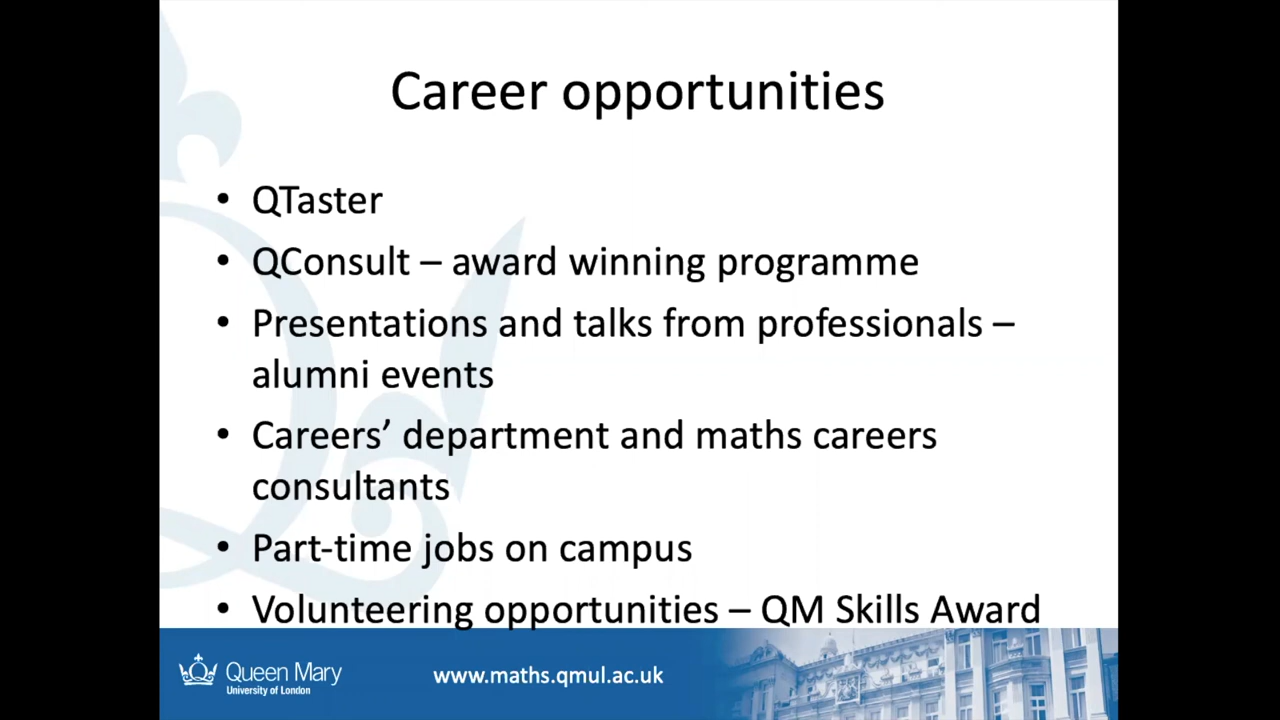 Career opportunities
• QTaster
• QConsult – award winning programme
• Presentations and talks from professionals –
alumni events
• Careers’ department and maths careers
consultants
• Part-time jobs on campus
• Volunteering opportunities – QM Skills Award
Queen Mary
University of London
www.maths.qmul.ac.uk